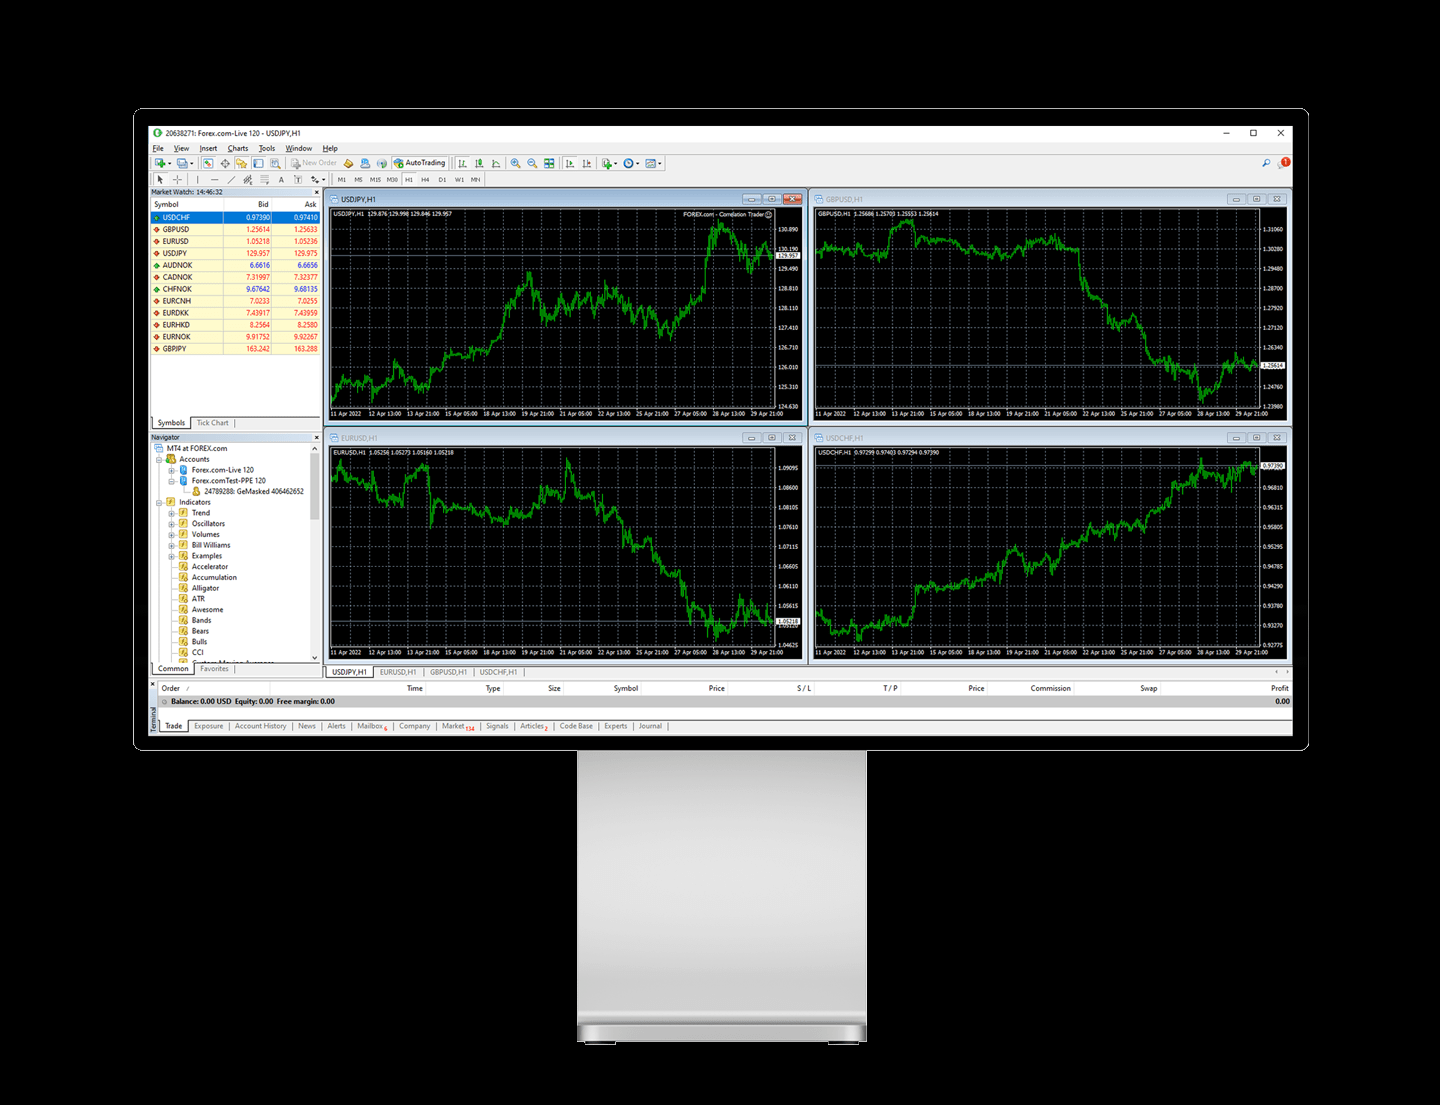 20638271: Forex.com-Live 120 - USDJPY,H1
File View Insert Charts Tools Window Help
New Order AutoTrading 1
A T M1 M5 M15 M30 H1 H4 D1 W1 MN
Market Watch: 14:46:32
Symbol Bid Ask
USDCHF 0.97390 0.97410
GBPUSD 1.25614 1.25633
EURUSD 1.05218 1.05236
USDJPY 129.957 129.975
AUDNOK 6.6616 6.6656
CADNOK 7.31997 7.32377
CHFNOK 9.67642 9.68135
EURCNH 7.0233 7.0255
EURDKK 7.43917 7.43959
EURHKD 8.2564 8.2580
EURNOK 9.91752 9.92267
GBPJPY 163.242 163.288
Symbols Tick Chart
Navigator
MT4 at FOREX.com
Accounts
Forex.com-Live 120
Forex.comTest-PPE 120
24789288: GeMasked 406462652
Indicators
Trend
Oscillators
Volumes
Bill Williams
Examples
Accelerator
Accumulation
Alligator
ATR
Awesome
Bands
Bears
Bulls
CCI
Custom Moving Averages
Common Favorites
USDJPY,H1
USDJPY,H1 129.876 129.998 129.846 129.957
FOREX.com - Correlation Trader
130.890
130.190
129.957
129.490
128.810
128.110
127.410
126.710
126.010
125.310
124.630
11 Apr 2022 12 Apr 13:00 13 Apr 21:00 15 Apr 05:00 18 Apr 13:00 19 Apr 21:00 21 Apr 05:00 22 Apr 13:00 25 Apr 21:00 27 Apr 05:00 28 Apr 13:00 29 Apr 21:00
GBPUSD,H1
GBPUSD,H1 1.25686 1.25703 1.25553 1.25614
1.31060
1.30280
1.29480
1.28700
1.27920
1.27120
1.26340
1.25614
1.24760
1.23980
11 Apr 2022 12 Apr 13:00 13 Apr 21:00 15 Apr 05:00 18 Apr 13:00 19 Apr 21:00 21 Apr 05:00 22 Apr 13:00 25 Apr 21:00 27 Apr 05:00 28 Apr 13:00 29 Apr 21:00
EURUSD,H1
EURUSD,H1 1.05256 1.05273 1.05160 1.05218
1.09095
1.08600
1.08105
1.07610
1.07115
1.06605
1.06110
1.05615
1.05218
1.04625
11 Apr 2022 12 Apr 13:00 13 Apr 21:00 15 Apr 05:00 18 Apr 13:00 19 Apr 21:00 21 Apr 05:00 22 Apr 13:00 25 Apr 21:00 27 Apr 05:00 28 Apr 13:00 29 Apr 21:00
USDCHF,H1
USDCHF,H1 0.97299 0.97403 0.97294 0.97390
0.97390
0.96810
0.96315
0.95805
0.95295
0.94785
0.94290
0.93780
0.93270
0.92775
11 Apr 2022 12 Apr 13:00 13 Apr 21:00 15 Apr 05:00 18 Apr 13:00 19 Apr 21:00 21 Apr 05:00 22 Apr 13:00 25 Apr 21:00 27 Apr 05:00 28 Apr 13:00 29 Apr 21:00
USDJPY,H1 EURUSD,H1 GBPUSD,H1 USDCHF,H1
Order / Time Type Size Symbol Price S / L T / P Price Commission Swap Profit
Balance: 0.00 USD Equity: 0.00 Free margin: 0.00 0.00
Terminal
Trade Exposure Account History News Alerts Mailbox 6 Company Market 134 Signals Articles 2 Code Base Experts Journal